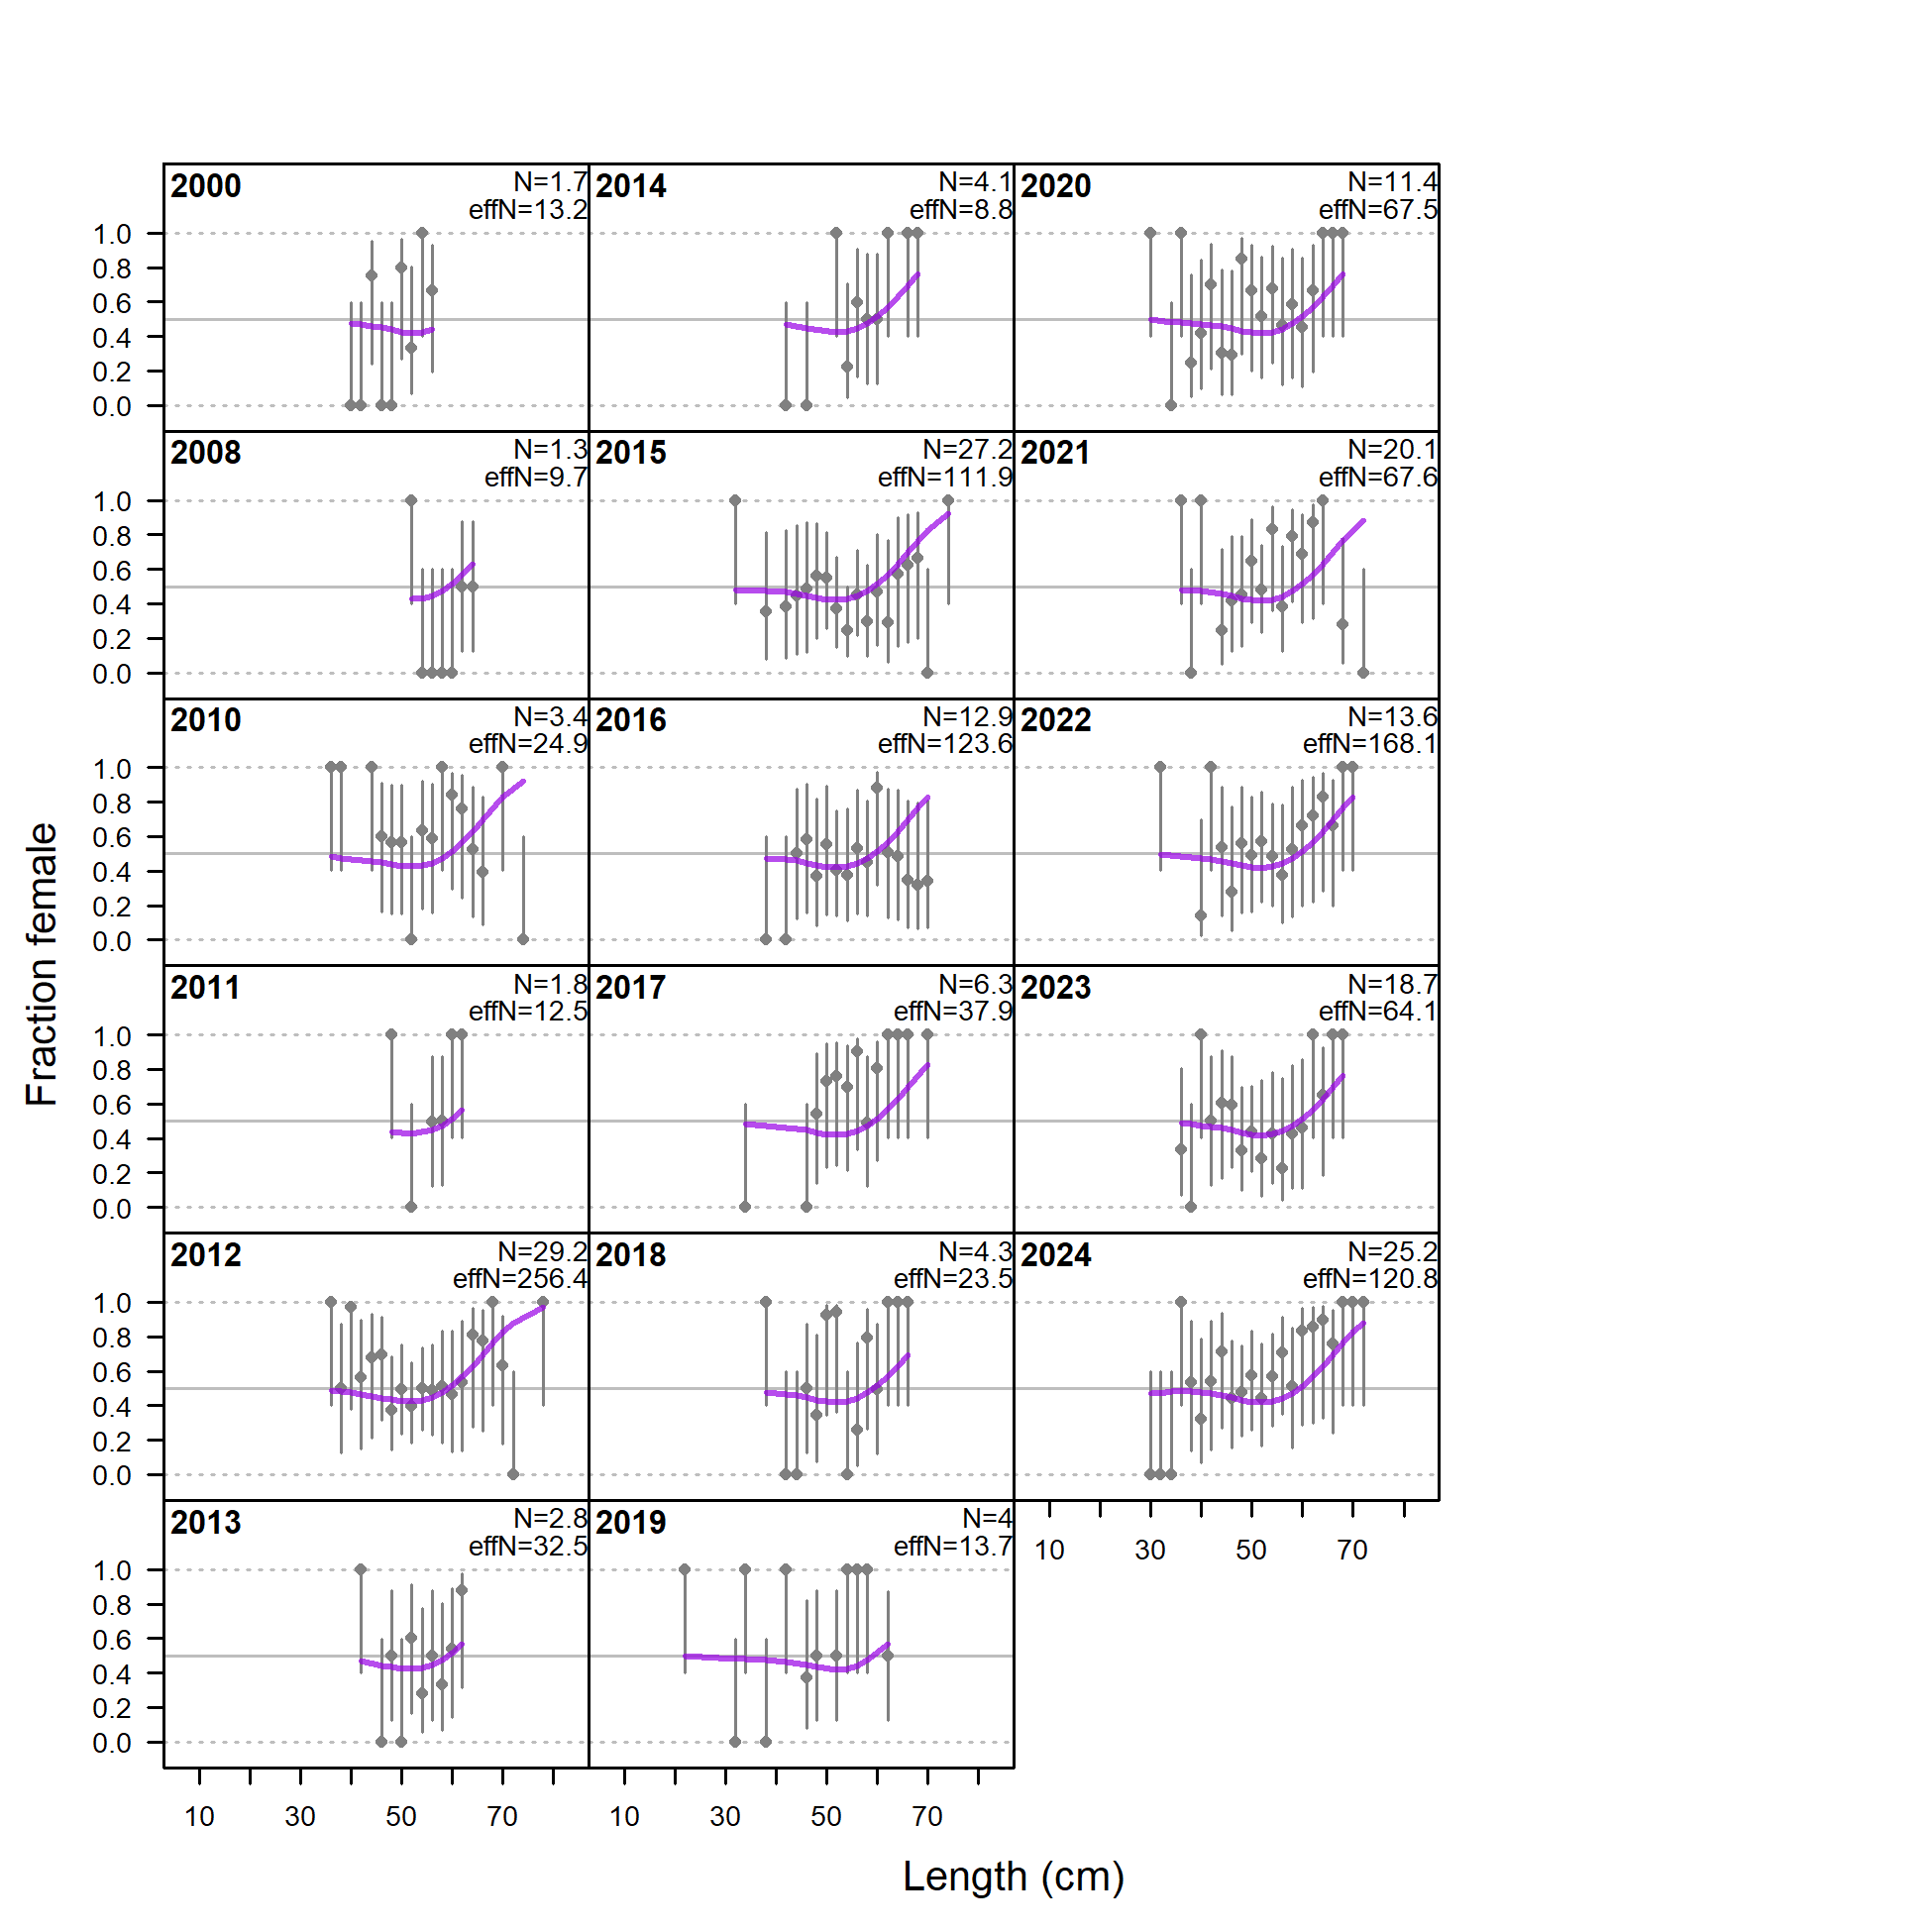 2000
N=1.7
effN=13.2
1.0
0.8
0.6
0.4
0.2
0.0
2014
N=4.1
effN=8.8
2020
N=11.4
effN=67.5
2008
N=1.3
effN=9.7
1.0
0.8
0.6
0.4
0.2
0.0
2015
N=27.2
effN=111.9
2021
N=20.1
effN=67.6
2010
N=3.4
effN=24.9
1.0
0.8
0.6
0.4
0.2
0.0
2016
N=12.9
effN=123.6
2022
N=13.6
effN=168.1
2011
N=1.8
effN=12.5
1.0
0.8
0.6
0.4
0.2
0.0
2017
N=6.3
effN=37.9
2023
N=18.7
effN=64.1
2012
N=29.2
effN=256.4
1.0
0.8
0.6
0.4
0.2
0.0
2018
N=4.3
effN=23.5
2024
N=25.2
effN=120.8
10 30 50 70
2013
N=2.8
effN=32.5
1.0
0.8
0.6
0.4
0.2
0.0
2019
N=4
effN=13.7
10 30 50 70
10 30 50 70
Fraction female
Length (cm)